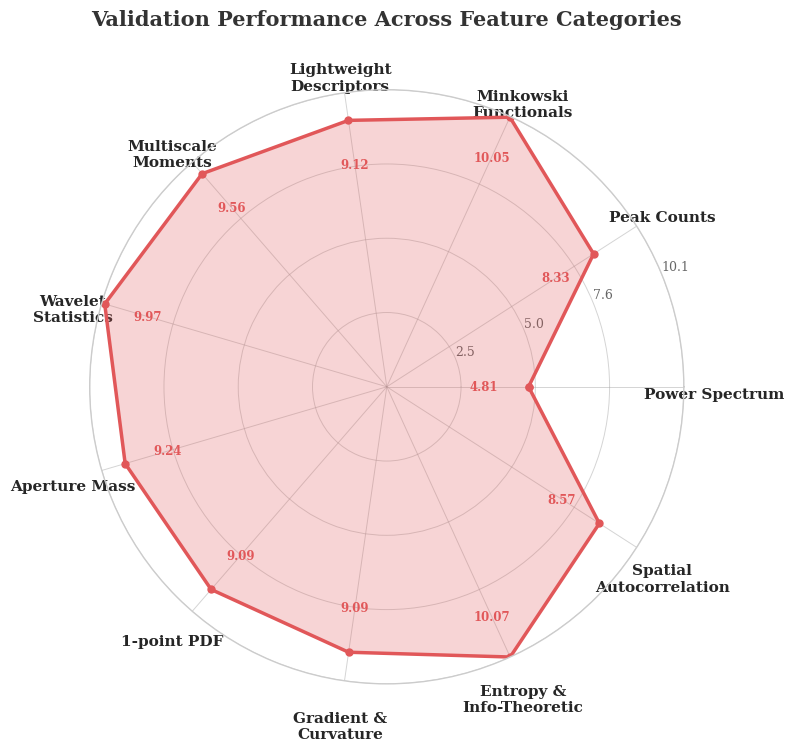 Validation Performance Across Feature Categories
Lightweight
Descriptors
Minkowski
Functionals
Multiscale
Moments
10.05
9.12
9.56
Peak Counts
10.1
8.33
7.6
Wavelet
Statistics
9.97
5.0
2.5
4.81
Power Spectrum
9.24
Aperture Mass
8.57
9.09
Spatial
Autocorrelation
9.09
10.07
1-point PDF
Entropy &
Info-Theoretic
Gradient &
Curvature